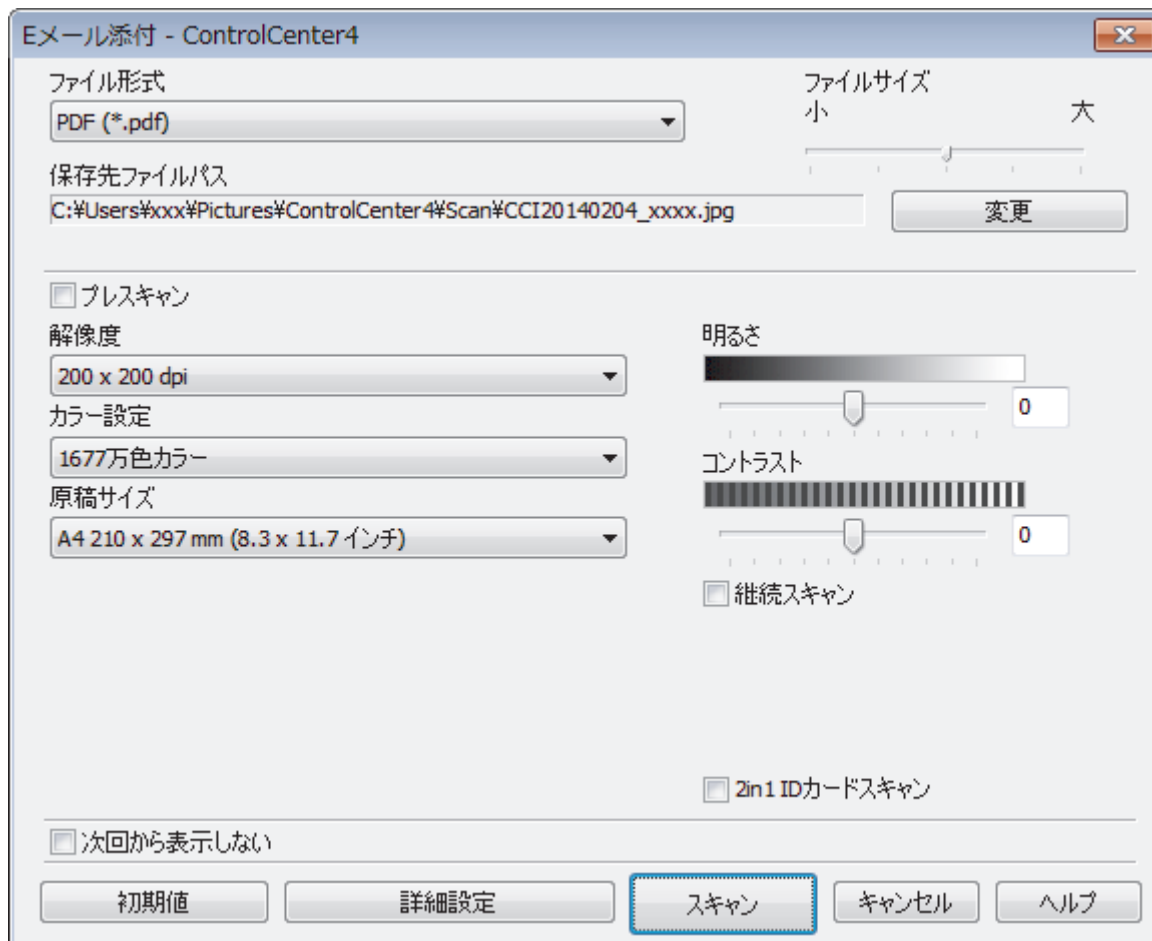 Eメール添付 - ControlCenter4
ファイル形式
PDF (*.pdf)
ファイルサイズ
小 大
保存先ファイルパス
C:¥Users¥xxx¥Pictures¥ControlCenter4¥Scan¥CCI20140204_xxxx.jpg
変更
プレスキャン
解像度
200 x 200 dpi
カラー設定
1677万色カラー
原稿サイズ
A4 210 x 297 mm (8.3 x 11.7 インチ)
明るさ
0
コントラスト
0
継続スキャン
2in1 IDカードスキャン
次回から表示しない
初期値 詳細設定 スキャン キャンセル ヘルプ